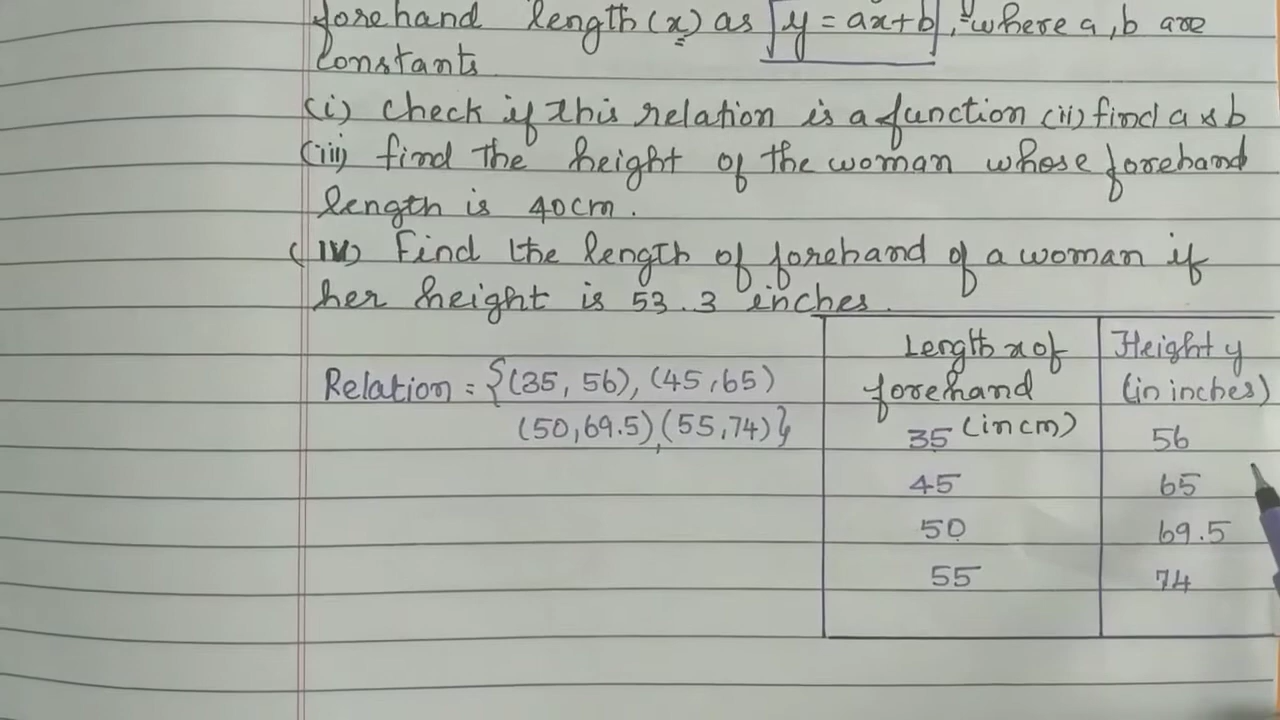 forehand length (x) as y = ax+b, where a, b are
Constants
(i) check if this relation is a function (ii) find a & b
(iii) find the height of the woman whose forehand
length is 40cm.
(iv) Find the length of forehand of a woman if
her height is 53.3 inches.
Relation = {(35, 56), (45, 65)
(50, 69.5), (55, 74)}
Length x of forehand (in cm)
Height y (in inches)
35 56
45 65
50 69.5
55 74